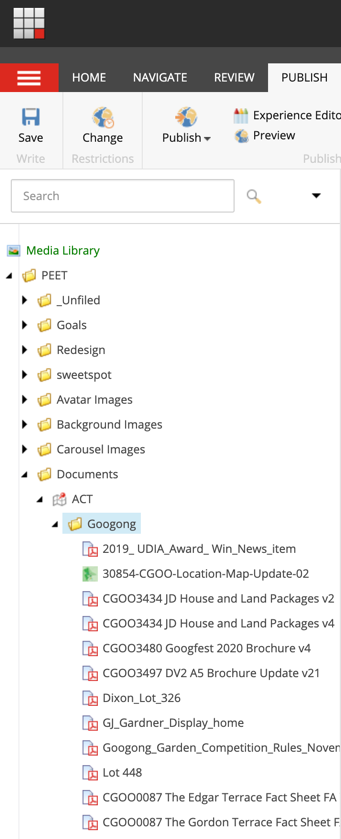 HOME NAVIGATE REVIEW PUBLISH
Save Change Publish Experience Edito
Preview
Write Restrictions Publish
Search
Media Library
PEET
_Unfiled
Goals
Redesign
sweetspot
Avatar Images
Background Images
Carousel Images
Documents
ACT
Googong
2019_ UDIA_Award_ Win_News_item
30854-CGOO-Location-Map-Update-02
CGOO3434 JD House and Land Packages v2
CGOO3434 JD House and Land Packages v4
CGOO3480 Googfest 2020 Brochure v4
CGOO3497 DV2 A5 Brochure Update v21
Dixon_Lot_326
GJ_Gardner_Display_home
Googong_Garden_Competition_Rules_Noven
Lot 448
CGOO0087 The Edgar Terrace Fact Sheet FA
CGOO0087 The Gordon Terrace Fact Sheet F